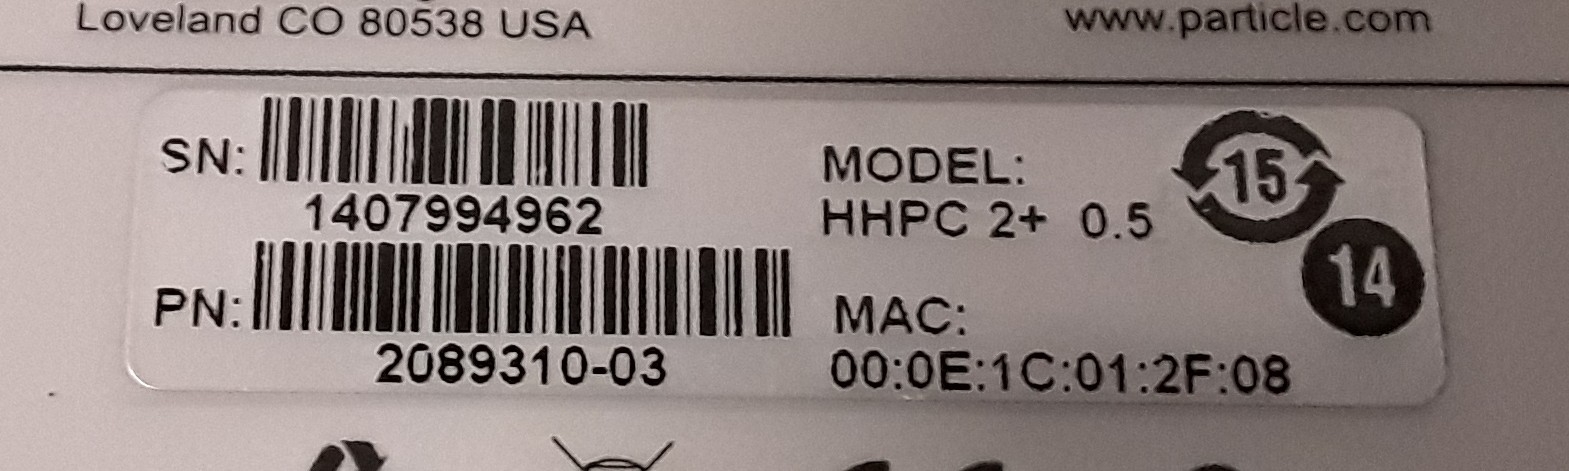 Loveland CO 80538 USA
www.particle.com
SN:
1407994962
PN:
2089310-03
MODEL:
HHPC 2+ 0.5
MAC:
00:0E:1C:01:2F:08
15
14